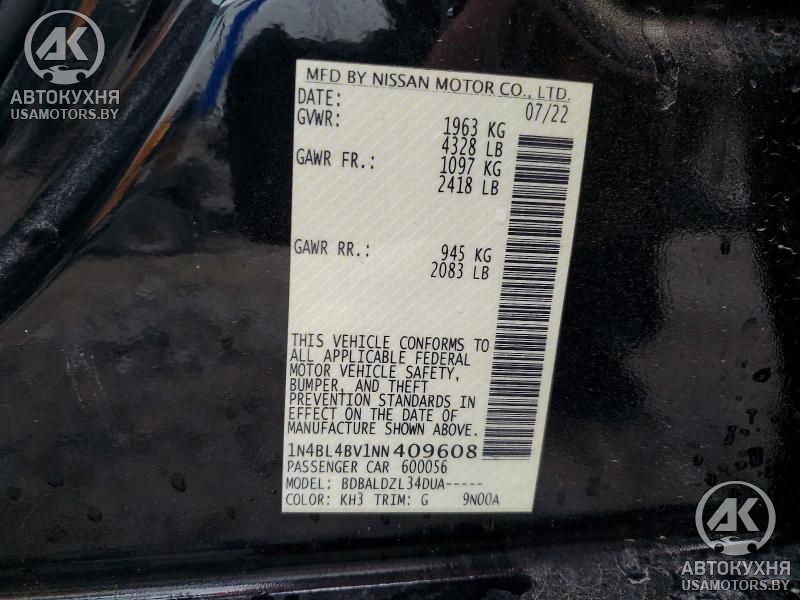 AK
АВТОКУХНЯ
USAMOTORS.BY
MFD BY NISSAN MOTOR CO., LTD.
DATE: 07/22
GVWR: 1963 KG
4328 LB
GAWR FR.: 1097 KG
2418 LB
GAWR RR.: 945 KG
2083 LB
THIS VEHICLE CONFORMS TO
ALL APPLICABLE FEDERAL
MOTOR VEHICLE SAFETY,
BUMPER, AND THEFT
PREVENTION STANDARDS IN
EFFECT ON THE DATE OF
MANUFACTURE SHOWN ABOVE.
1N4BL4BV1NN409608
PASSENGER CAR 600056
MODEL: BDBALDZL34DUA-----
COLOR: KH3 TRIM: G 9N00A
AK
АВТОКУХНЯ
USAMOTORS.BY